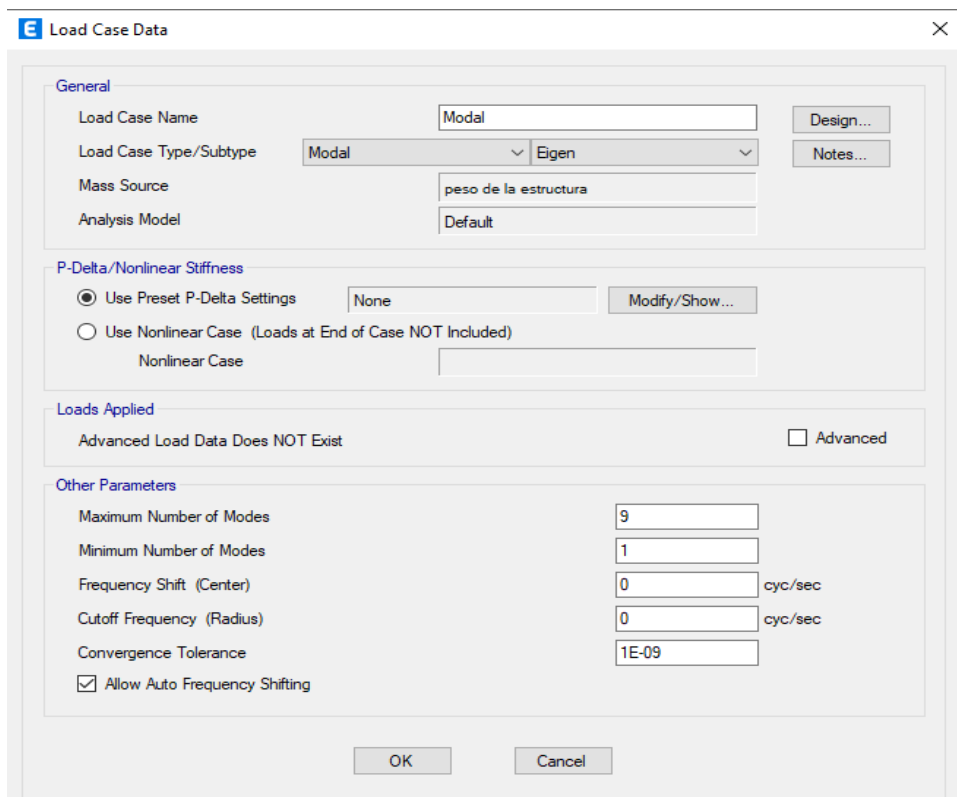 E Load Case Data
General
Load Case Name Modal Design...
Load Case Type/Subtype Modal Eigen Notes...
Mass Source peso de la estructura
Analysis Model Default
P-Delta/Nonlinear Stiffness
Use Preset P-Delta Settings None Modify/Show...
Use Nonlinear Case (Loads at End of Case NOT Included)
Nonlinear Case
Loads Applied
Advanced Load Data Does NOT Exist Advanced
Other Parameters
Maximum Number of Modes 9
Minimum Number of Modes 1
Frequency Shift (Center) 0 cyc/sec
Cutoff Frequency (Radius) 0 cyc/sec
Convergence Tolerance 1E-09
Allow Auto Frequency Shifting
OK Cancel